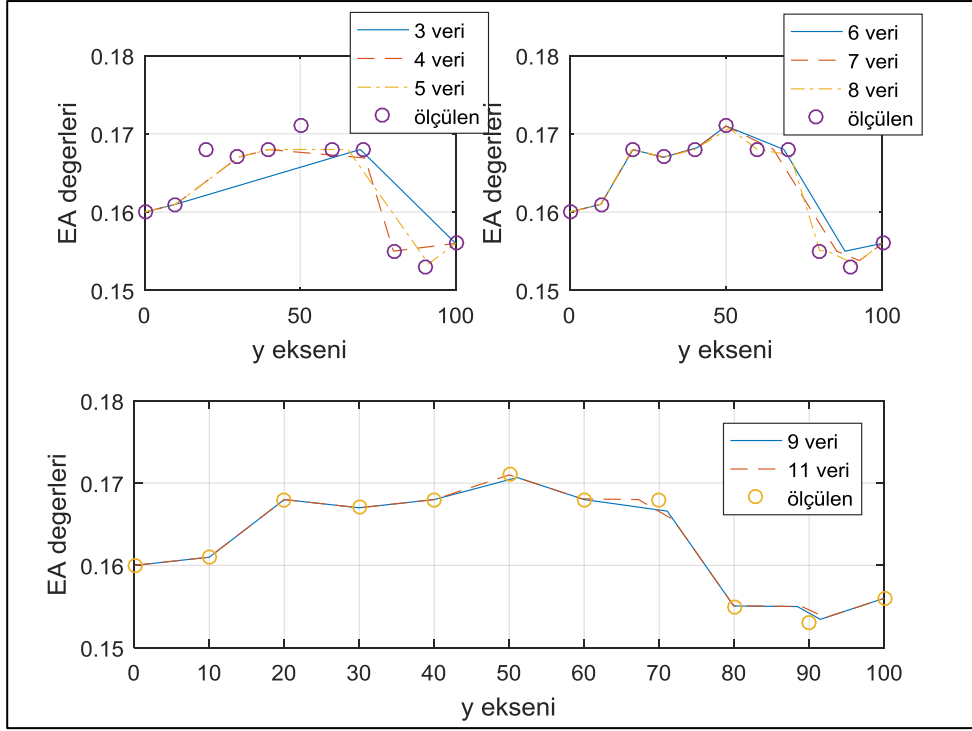 3 veri
4 veri
5 veri
ölçülen
0.18
0.17
0.16
0.15
EA degerleri
0
50
100
y ekseni
6 veri
7 veri
8 veri
ölçülen
0.18
0.17
0.16
0.15
EA degerleri
0
50
100
y ekseni
9 veri
11 veri
ölçülen
0.18
0.17
0.16
0.15
EA degerleri
0 10 20 30 40 50 60 70 80 90 100
y ekseni